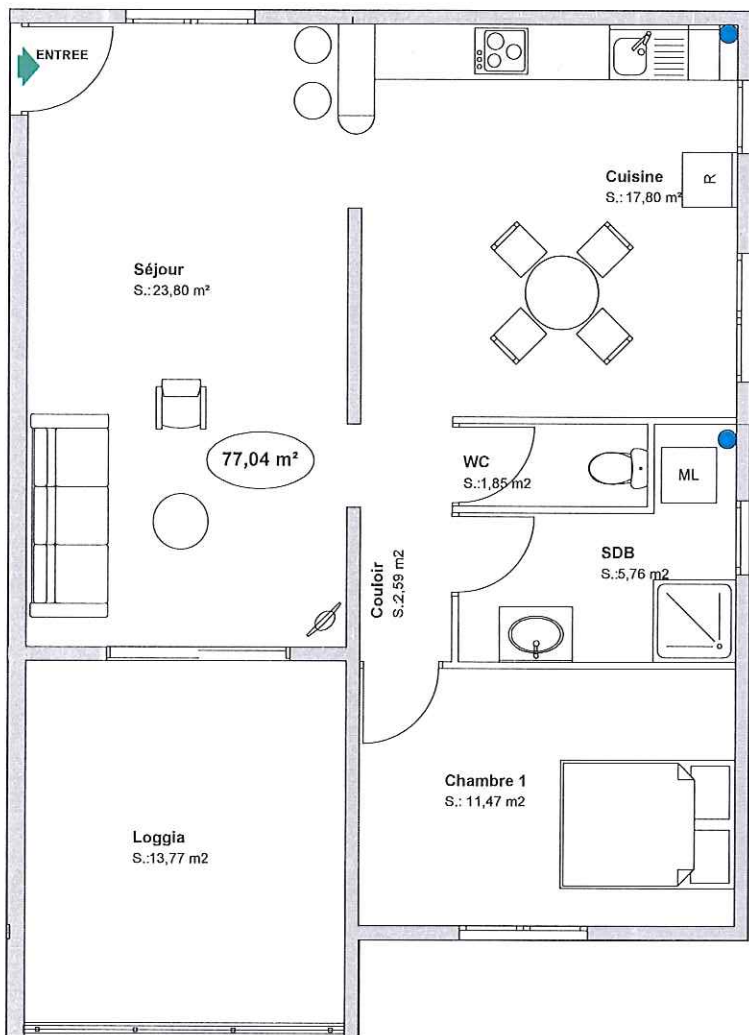 ENTREE
Cuisine
S.:17,80 m²
R
Séjour
S.:23,80 m²
77,04 m²
WC
S.:1,85 m2
ML
SDB
S.:5,76 m2
Couloir
S.2,59 m2
Chambre 1
S.: 11,47 m2
Loggia
S.:13,77 m2